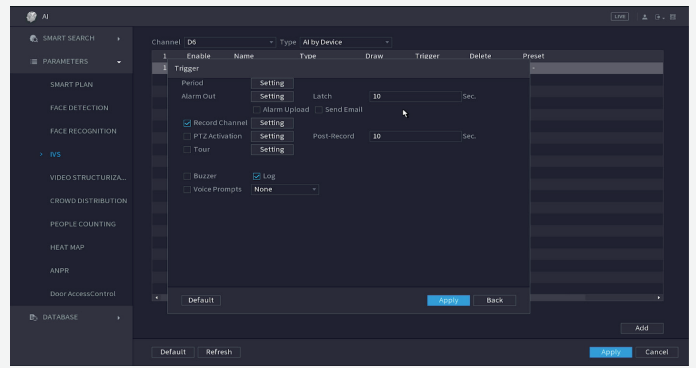 AI
LIVE
SMART SEARCH
PARAMETERS
SMART PLAN
FACE DETECTION
FACE RECOGNITION
IVS
VIDEO STRUCTURIZA...
CROWD DISTRIBUTION
PEOPLE COUNTING
HEAT MAP
ANPR
Door AccessControl
DATABASE
Channel D6 Type AI by Device
1 Enable Name Type Draw Trigger Delete Preset
1
Trigger
Period Setting
Alarm Out Setting Latch 10 Sec.
Alarm Upload Send Email
Record Channel Setting
PTZ Activation Setting Post-Record 10 Sec.
Tour Setting
Buzzer Log
Voice Prompts None
Default Apply Back
Add
Default Refresh Apply Cancel